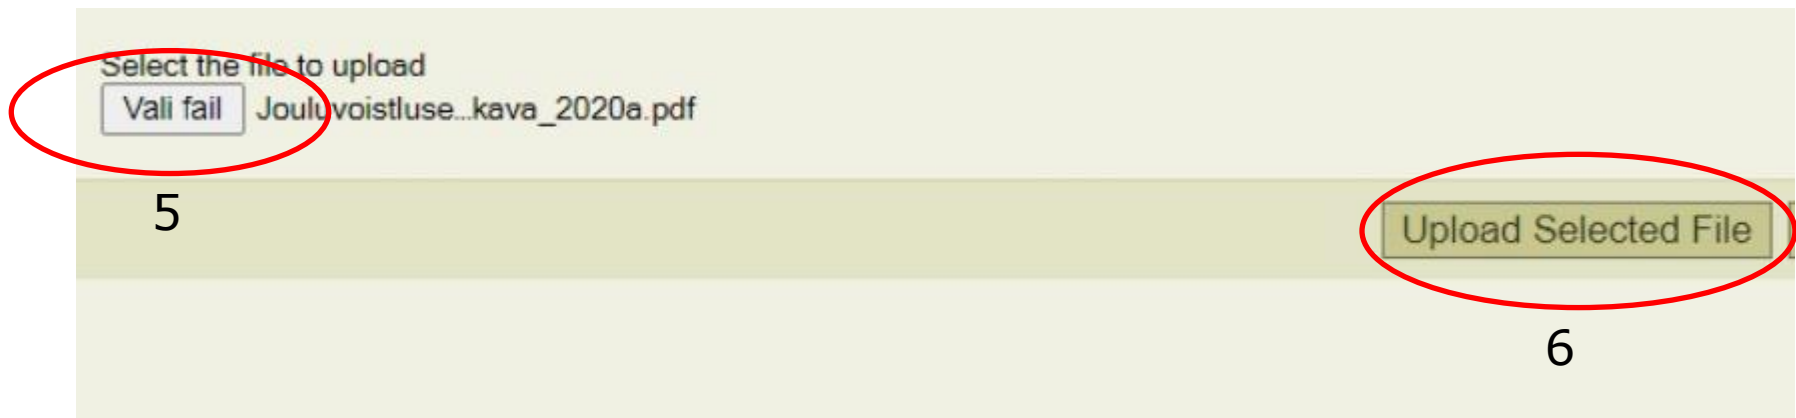 Select the file to upload
Vali fail Jouluvoistluse...kava_2020a.pdf
5
Upload Selected File
6